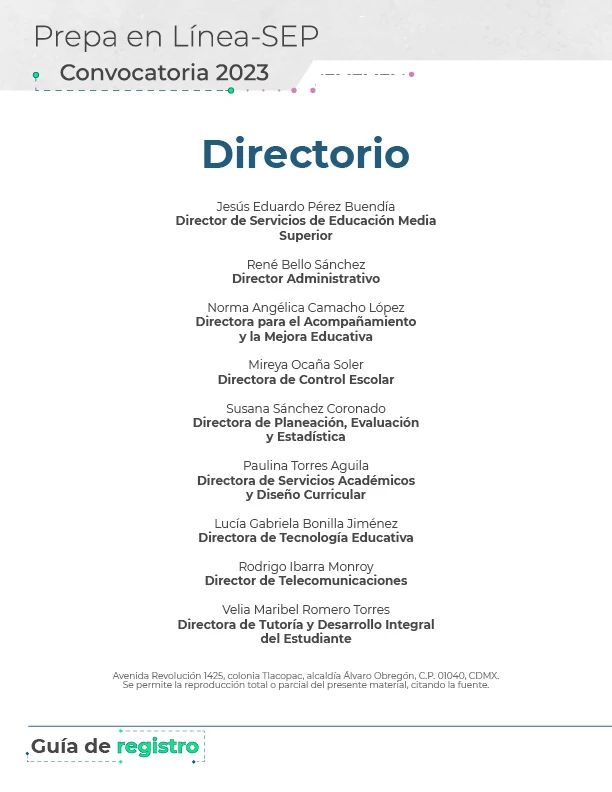 Prepa en Línea-SEP
Convocatoria 2023
Directorio
Jesús Eduardo Pérez Buendía
Director de Servicios de Educación Media
Superior
René Bello Sánchez
Director Administrativo
Norma Angélica Camacho López
Directora para el Acompañamiento
y la Mejora Educativa
Mireya Ocaña Soler
Directora de Control Escolar
Susana Sánchez Coronado
Directora de Planeación, Evaluación
y Estadística
Paulina Torres Aguila
Directora de Servicios Académicos
y Diseño Curricular
Lucía Gabriela Bonilla Jiménez
Directora de Tecnología Educativa
Rodrigo Ibarra Monroy
Director de Telecomunicaciones
Velia Maribel Romero Torres
Directora de Tutoría y Desarrollo Integral
del Estudiante
Avenida Revolución 1425, colonia Tlacopac, alcaldía Álvaro Obregón, C.P. 01040, CDMX.
Se permite la reproducción total o parcial del presente material, citando la fuente.
Guía de registro